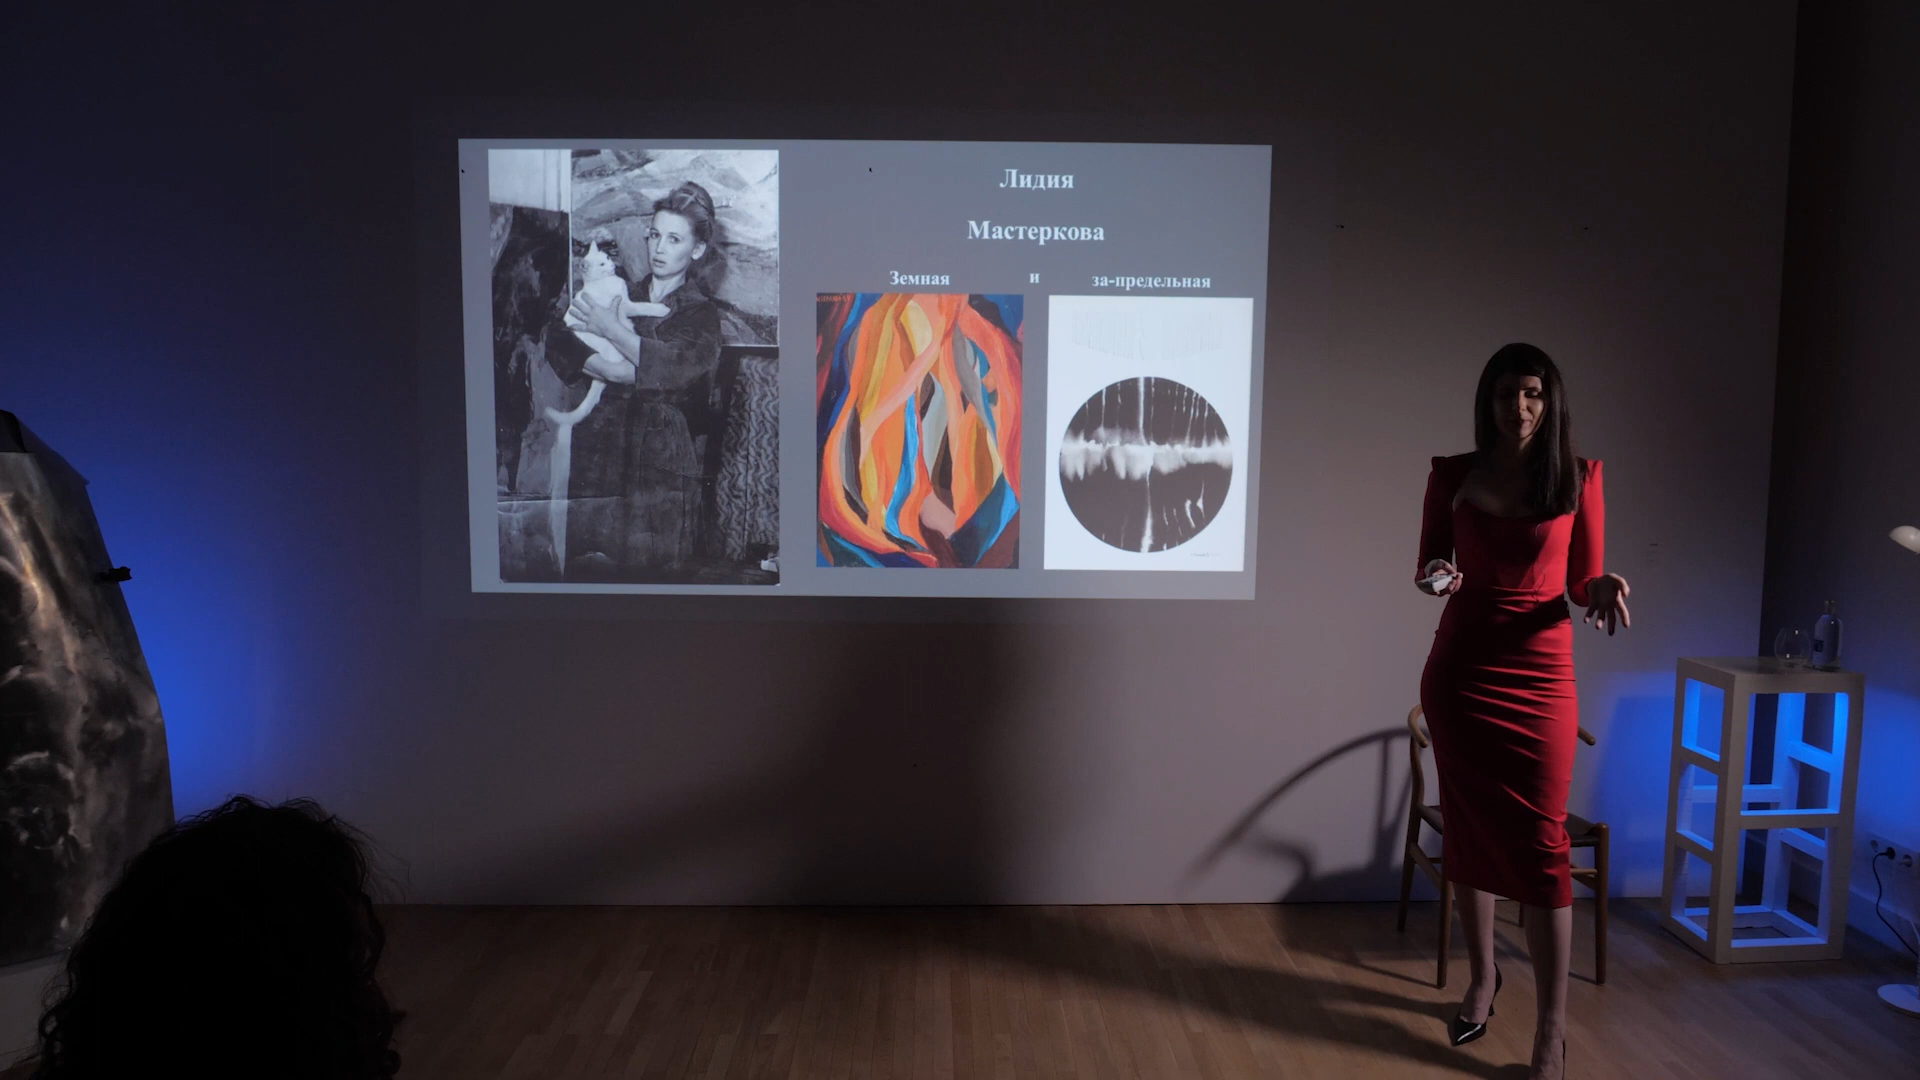 Лидия
Мастеркова
Земная и за-предельная